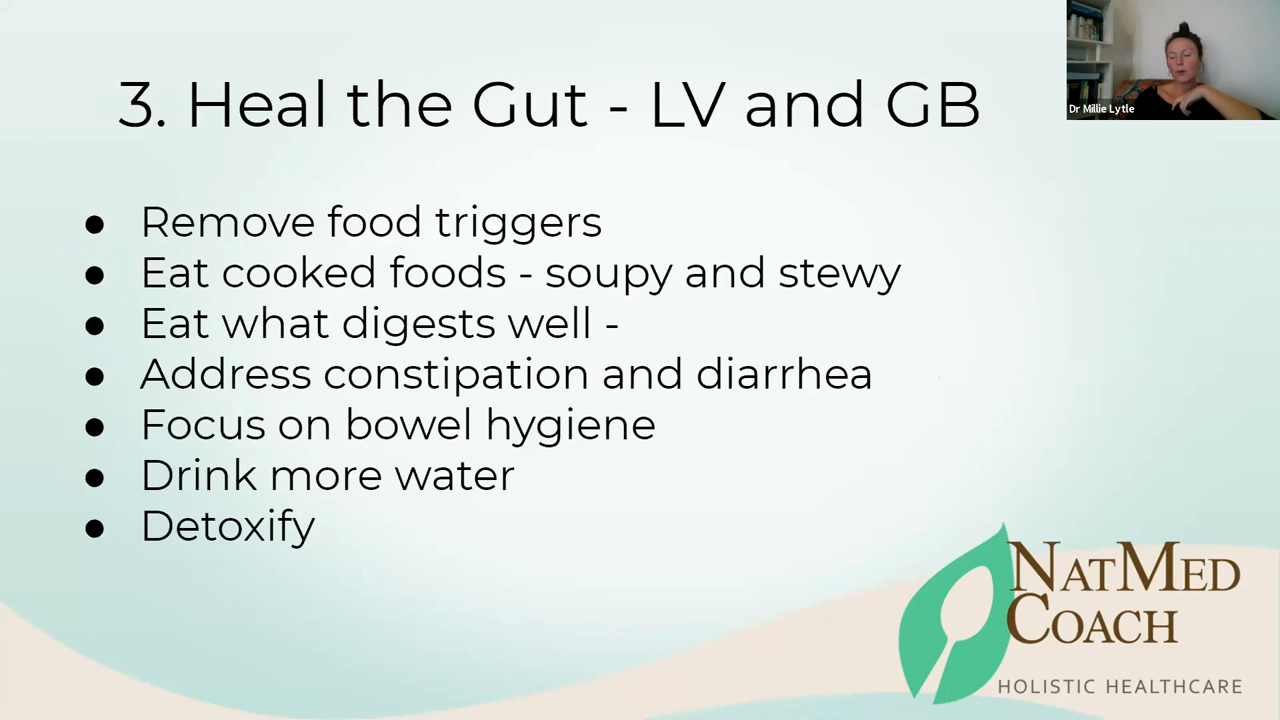 3. Heal the Gut - LV and GB
Dr Millie Lytle
● Remove food triggers
● Eat cooked foods - soupy and stewy
● Eat what digests well -
● Address constipation and diarrhea
● Focus on bowel hygiene
● Drink more water
● Detoxify
NATMED
COACH
HOLISTIC HEALTHCARE